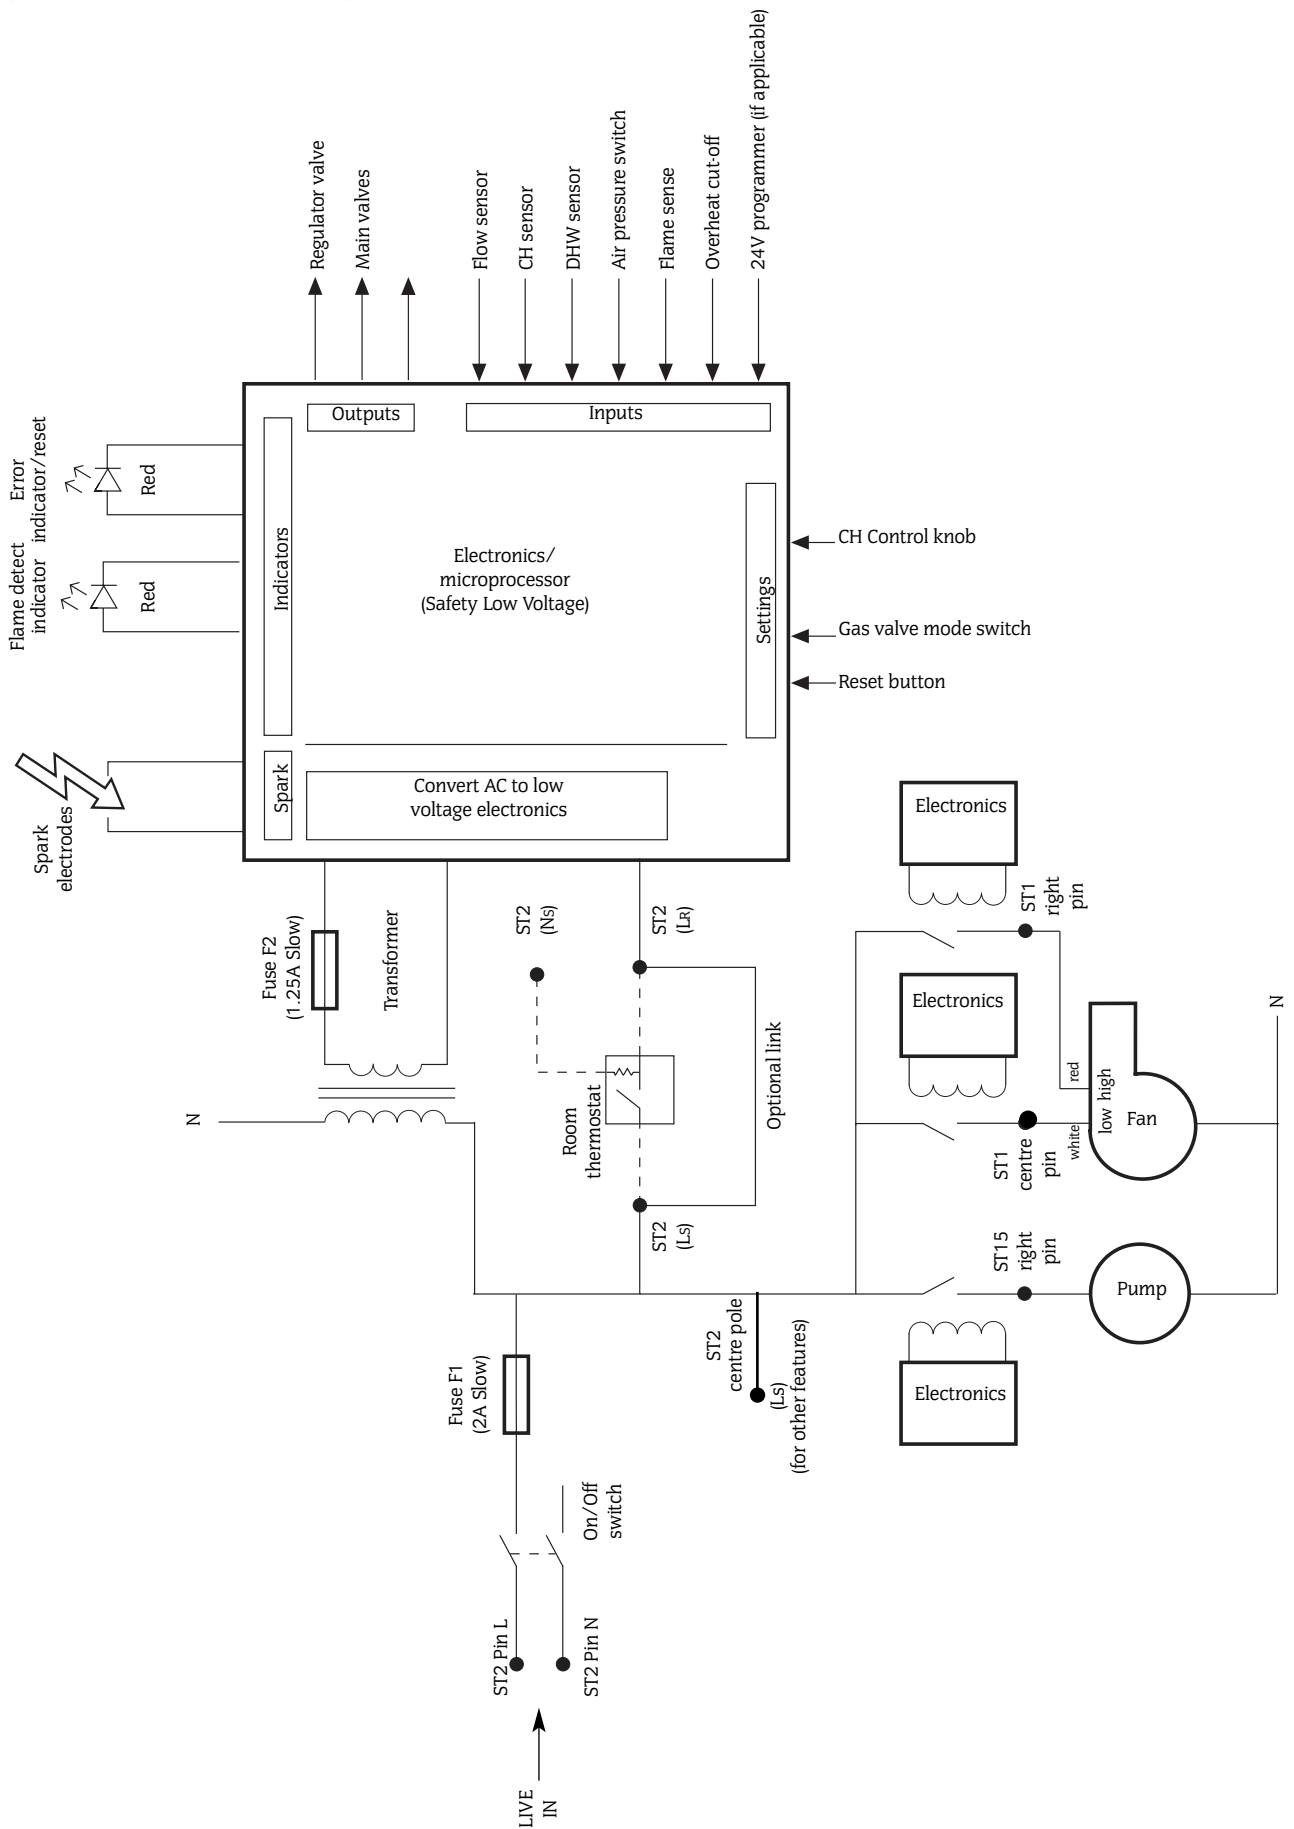 Regulator valve
Main valves
Flow sensor
CH sensor
DHW sensor
Air pressure switch
Flame sense
Overheat cut-off
24V programmer (if applicable)
Error
indicator/reset
Red
Flame detect
indicator
Red
Spark
electrodes
Outputs
Inputs
Indicators
Electronics/
microprocessor
(Safety Low Voltage)
Settings
Spark
Convert AC to low
voltage electronics
CH Control knob
Gas valve mode switch
Reset button
Fuse F2
(1.25A Slow)
Transformer
N
ST2
(Ns)
ST2
(LR)
Room
thermostat
Optional link
ST2
(Ls)
Electronics
ST1
right
pin
Electronics
red
low high
Fan
white
ST1
centre
pin
N
ST15
right
pin
Pump
Electronics
ST2
centre pole
(Ls)
(for other features)
Fuse F1
(2A Slow)
On/Off
switch
ST2 Pin L
ST2 Pin N
LIVE
IN